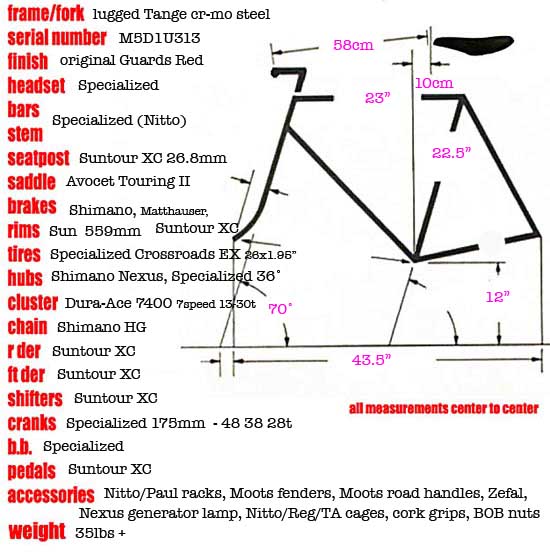 frame/fork lugged Tange cr-mo steel
serial number M5D1U313
finish original Guards Red
headset Specialized
bars
stem Specialized (Nitto)
seatpost Suntour XC 26.8mm
saddle Avocet Touring II
brakes Shimano, Matthauser, Suntour XC
rims Sun 559mm
tires Specialized Crossroads EX 26x1.95"
hubs Shimano Nexus, Specialized 36°
cluster Dura-Ace 7400 7speed 13-30t
chain Shimano HG
r der Suntour XC
ft der Suntour XC
shifters Suntour XC
cranks Specialized 175mm - 48 38 28t
b.b. Specialized
pedals Suntour XC
accessories Nitto/Paul racks, Moots fenders, Moots road handles, Zefal,
Nexus generator lamp, Nitto/Reg/TA cages, cork grips, BOB nuts
weight 35lbs +
58cm
10cm
23"
22.5"
12"
70°
43.5"
all measurements center to center